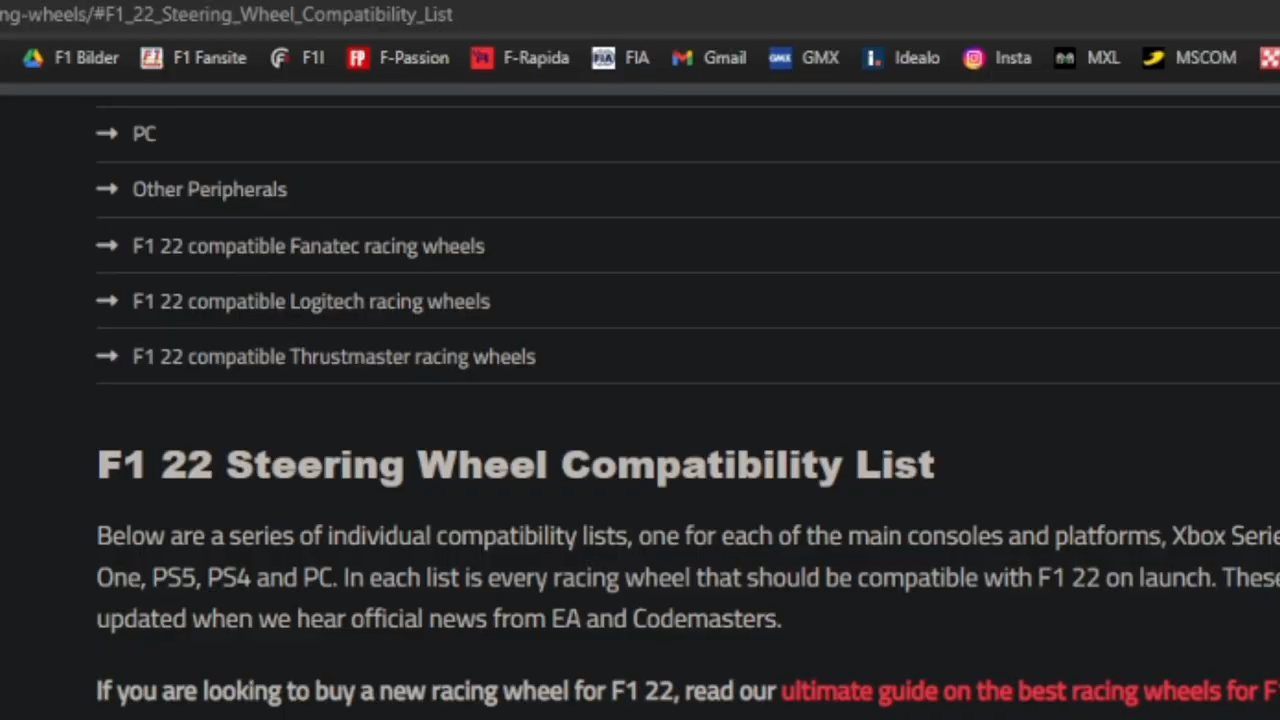 ng-wheels/#F1_22_Steering_Wheel_Compatibility_List
F1 Bilder F1 Fansite F1I F-Passion F-Rapida FIA Gmail GMX Idealo Insta MXL MSCOM
PC
Other Peripherals
F1 22 compatible Fanatec racing wheels
F1 22 compatible Logitech racing wheels
F1 22 compatible Thrustmaster racing wheels
F1 22 Steering Wheel Compatibility List
Below are a series of individual compatibility lists, one for each of the main consoles and platforms, Xbox Serie
One, PS5, PS4 and PC. In each list is every racing wheel that should be compatible with F1 22 on launch. These
updated when we hear official news from EA and Codemasters.
If you are looking to buy a new racing wheel for F1 22, read our ultimate guide on the best racing wheels for F